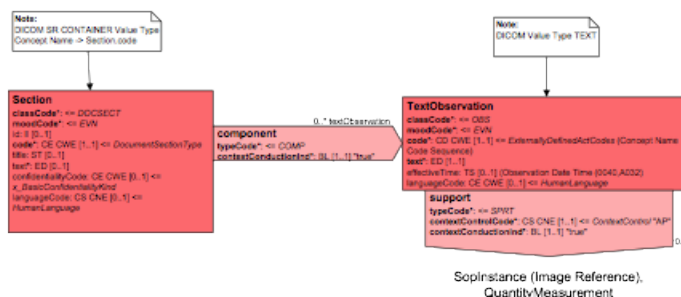 Note:
DICOM SR CONTAINER Value Type
Concept Name -> Section.code
Note:
DICOM Value Type TEXT
Section
classCode*: <= DOCSECT
moodCode*: <= EVN
id: II [0..1]
code*: CE CWE [1..1] <= DocumentSectionType
title: ST [0..1]
text*: ED [0..1]
confidentialityCode: CE CWE [0..1] <=
x_BasicConfidentialityKind
languageCode: CS CNE [0..1] <=
HumanLanguage
0..* textObservation
component
typeCode*: <= COMP
contextConductionInd*: BL [1..1] "true"
TextObservation
classCode*: <= OBS
moodCode*: <= EVN
code*: CD CWE [1..1] <= ExternallyDefinedActCodes (Concept Name
Code Sequence)
text*: ED [1..1]
effectiveTime: TS [0..1] (Observation Date Time (0040,A032)
languageCode: CE CWE [0..1] <= HumanLanguage
support
typeCode*: <= SPRT
contextControlCode*: CS CNE [1..1] <= ContextControl "AP"
contextConductionInd*: BL [1..1] "true"
0.
SopInstance (Image Reference),
QuantityMeasurement